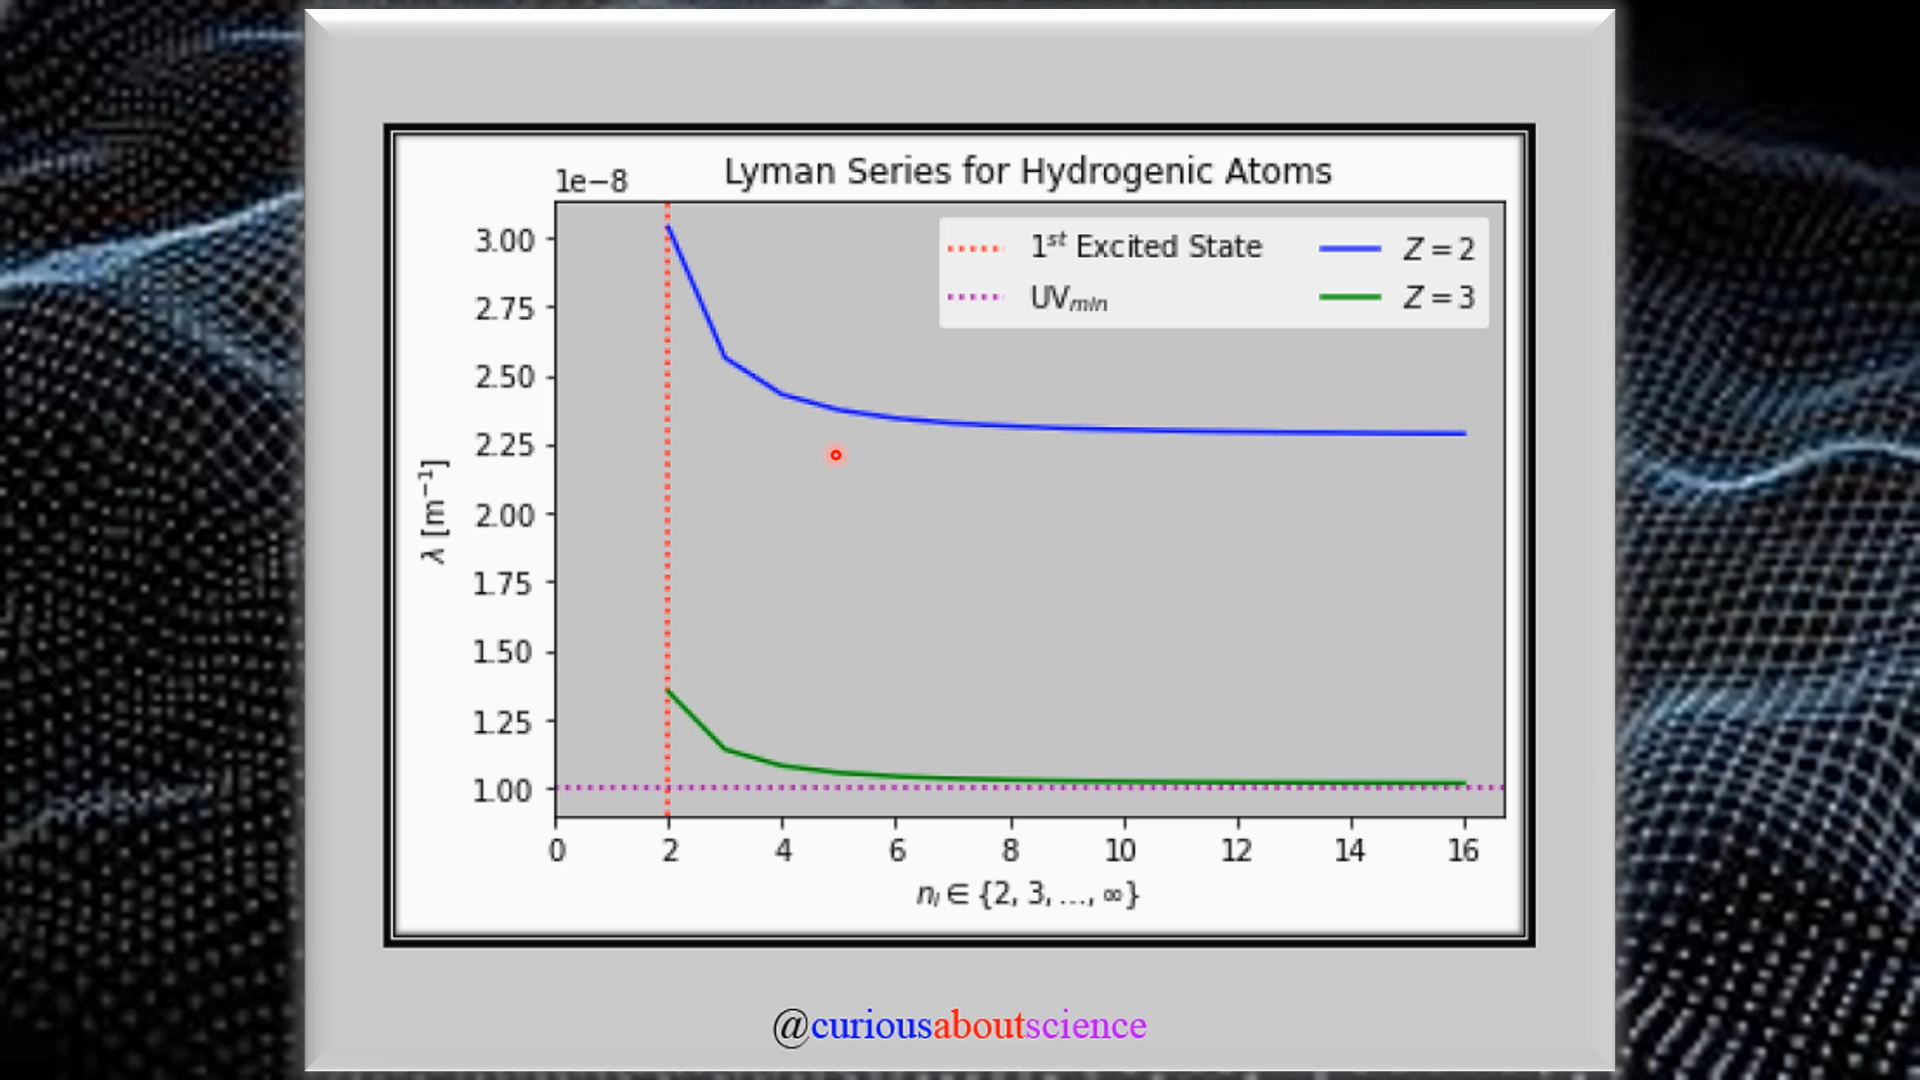 Lyman Series for Hydrogenic Atoms
1e−8
1st Excited State
UVmin
Z = 2
Z = 3
3.00
2.75
2.50
2.25
2.00
1.75
1.50
1.25
1.00
λ [m⁻¹]
0 2 4 6 8 10 12 14 16
nᵢ ∈ {2, 3, ..., ∞}
@curiousaboutscience